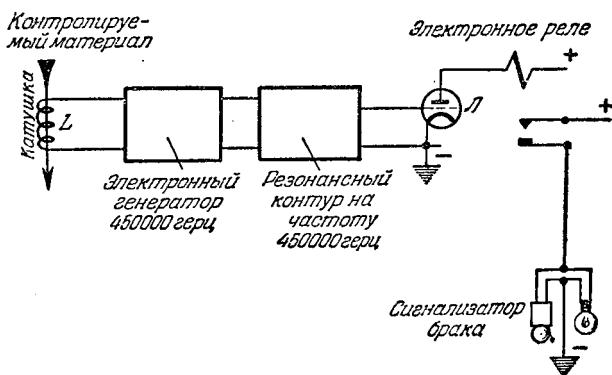 Контролируе-
мый материал
Электронное реле
+
+
Катушка
L
Л
−
Электронный
генератор
450000 герц
Резонансный
контур на
частоту
450000 герц
Сигнализатор
брака
−